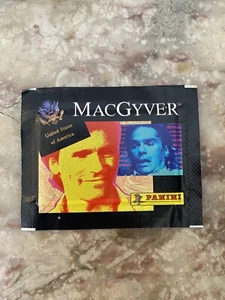 MACGYVER
United States
of America
PANINI